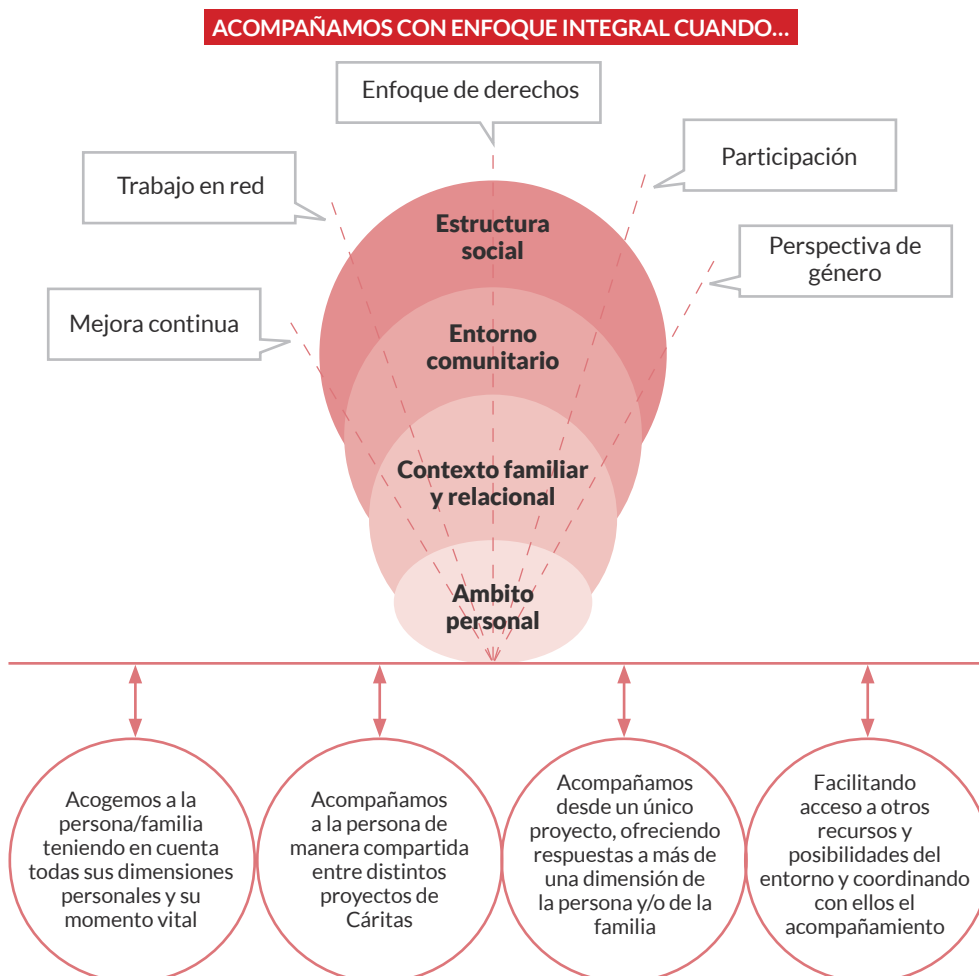 ACOMPAÑAMOS CON ENFOQUE INTEGRAL CUANDO...
Enfoque de derechos
Participación
Trabajo en red
Perspectiva de
género
Mejora continua
Estructura
social
Entorno
comunitario
Contexto familiar
y relacional
Ambito
personal
Acogemos a la
persona/familia
teniendo en cuenta
todas sus dimensiones
personales y su
momento vital
Acompañamos
a la persona de
manera compartida
entre distintos
proyectos de
Cáritas
Acompañamos
desde un único
proyecto, ofreciendo
respuestas a más de
una dimensión de
la persona y/o de la
familia
Facilitando
acceso a otros
recursos y
posibilidades del
entorno y coordinando
con ellos el
acompañamiento